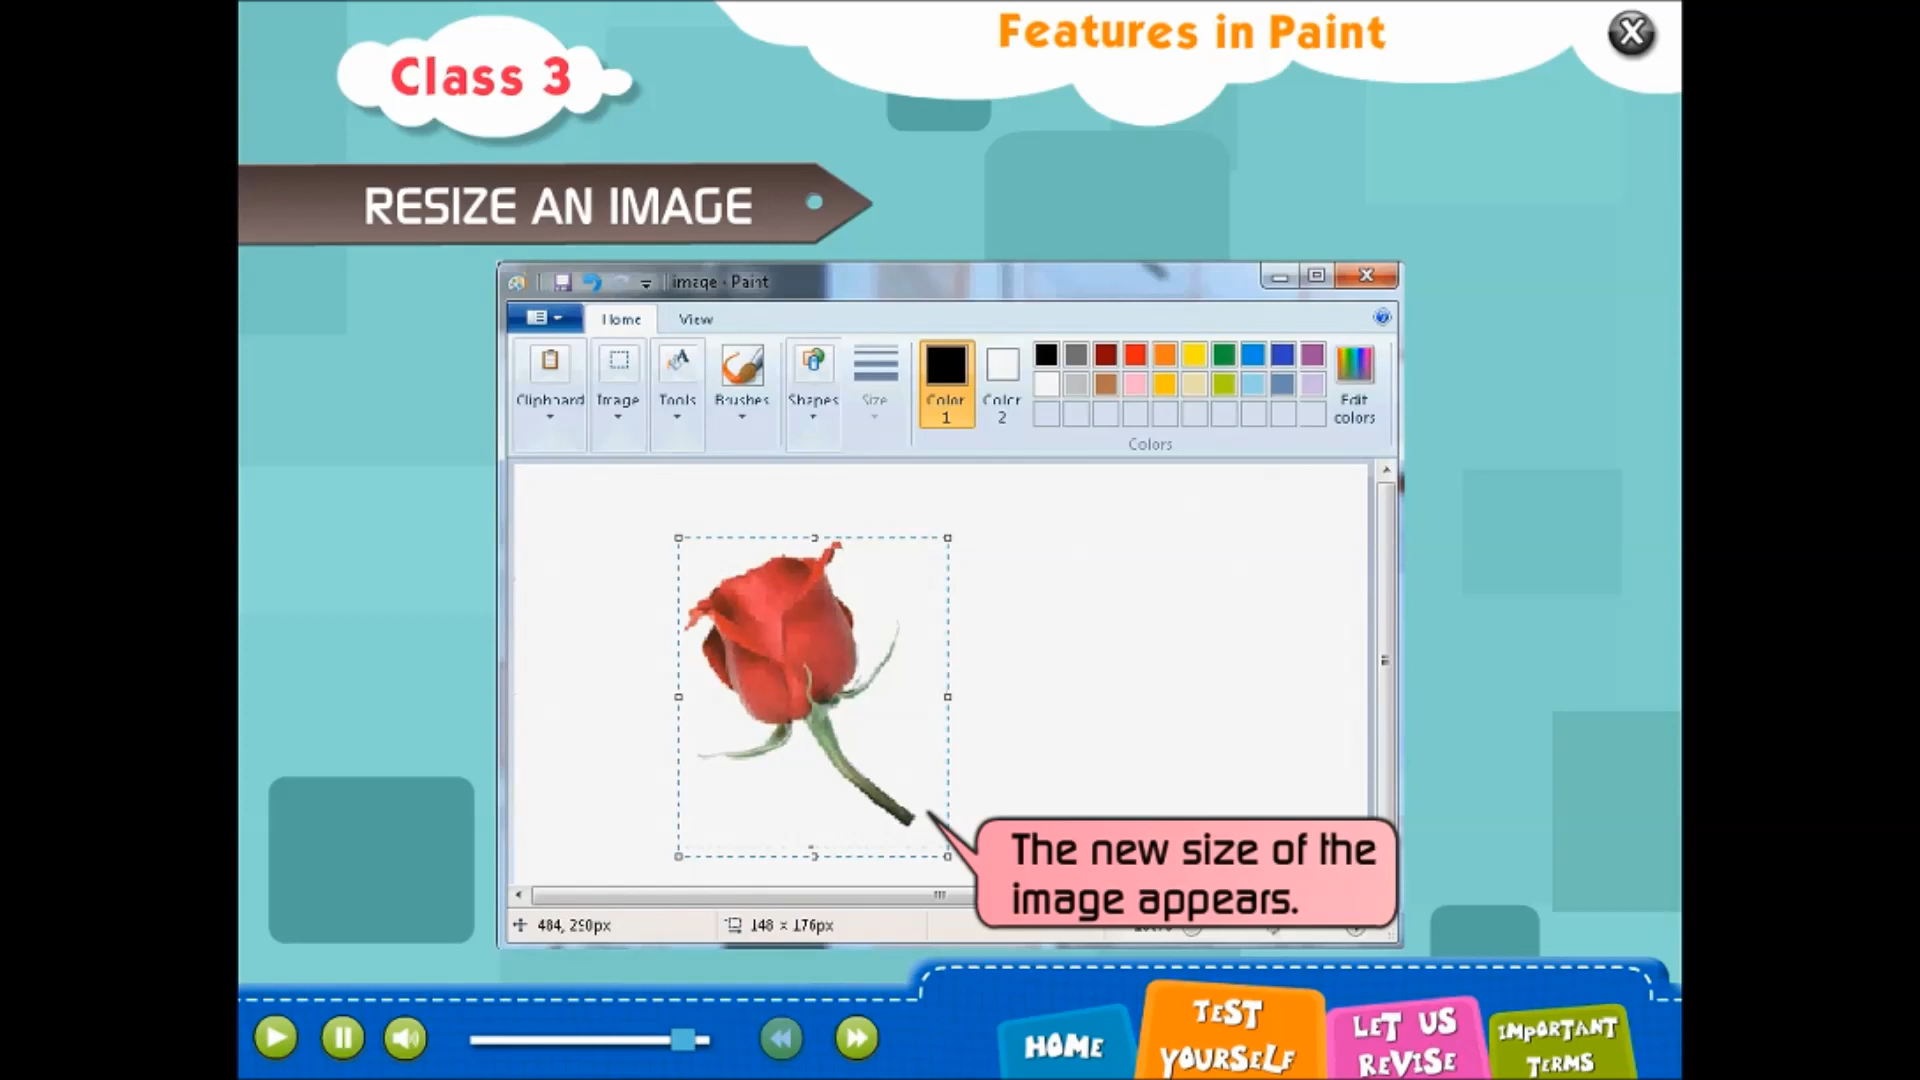 Features in Paint
X
Class 3
RESIZE AN IMAGE
image - Paint
Home View
Clipboard Image Tools Brushes Shapes Size Color 1 Color 2 Edit colors
Colors
The new size of the
image appears.
484, 290px 148 × 176px
HOME
TEST
YOURSELF
LET US
REVISE
IMPORTANT
TERMS